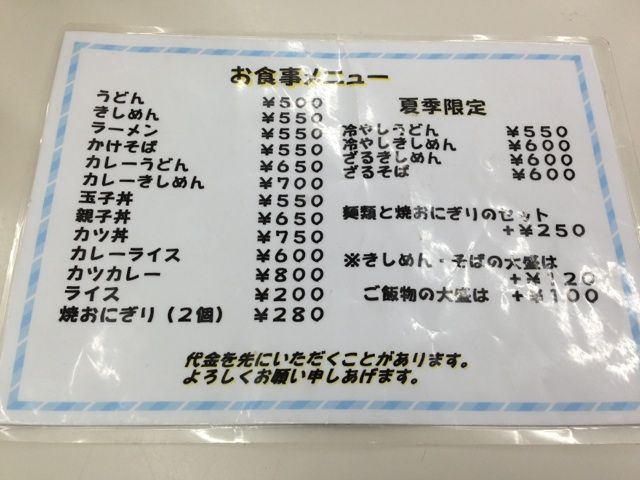 お食事メニュー
うどん ¥500
きしめん ¥550
ラーメン ¥550
かけそば ¥550
カレーうどん ¥650
カレーきしめん ¥700
玉子丼 ¥550
親子丼 ¥650
カツ丼 ¥750
カレーライス ¥600
カツカレー ¥800
ライス ¥200
焼おにぎり(2個) ¥280
夏季限定
冷やしうどん ¥550
冷やしきしめん ¥600
ざるきしめん ¥600
ざるそば ¥600
麺類と焼おにぎりのセット
+¥250
※きしめん・そばの大盛は
+¥120
ご飯物の大盛は +¥100
代金を先にいただくことがあります。
よろしくお願い申しあげます。